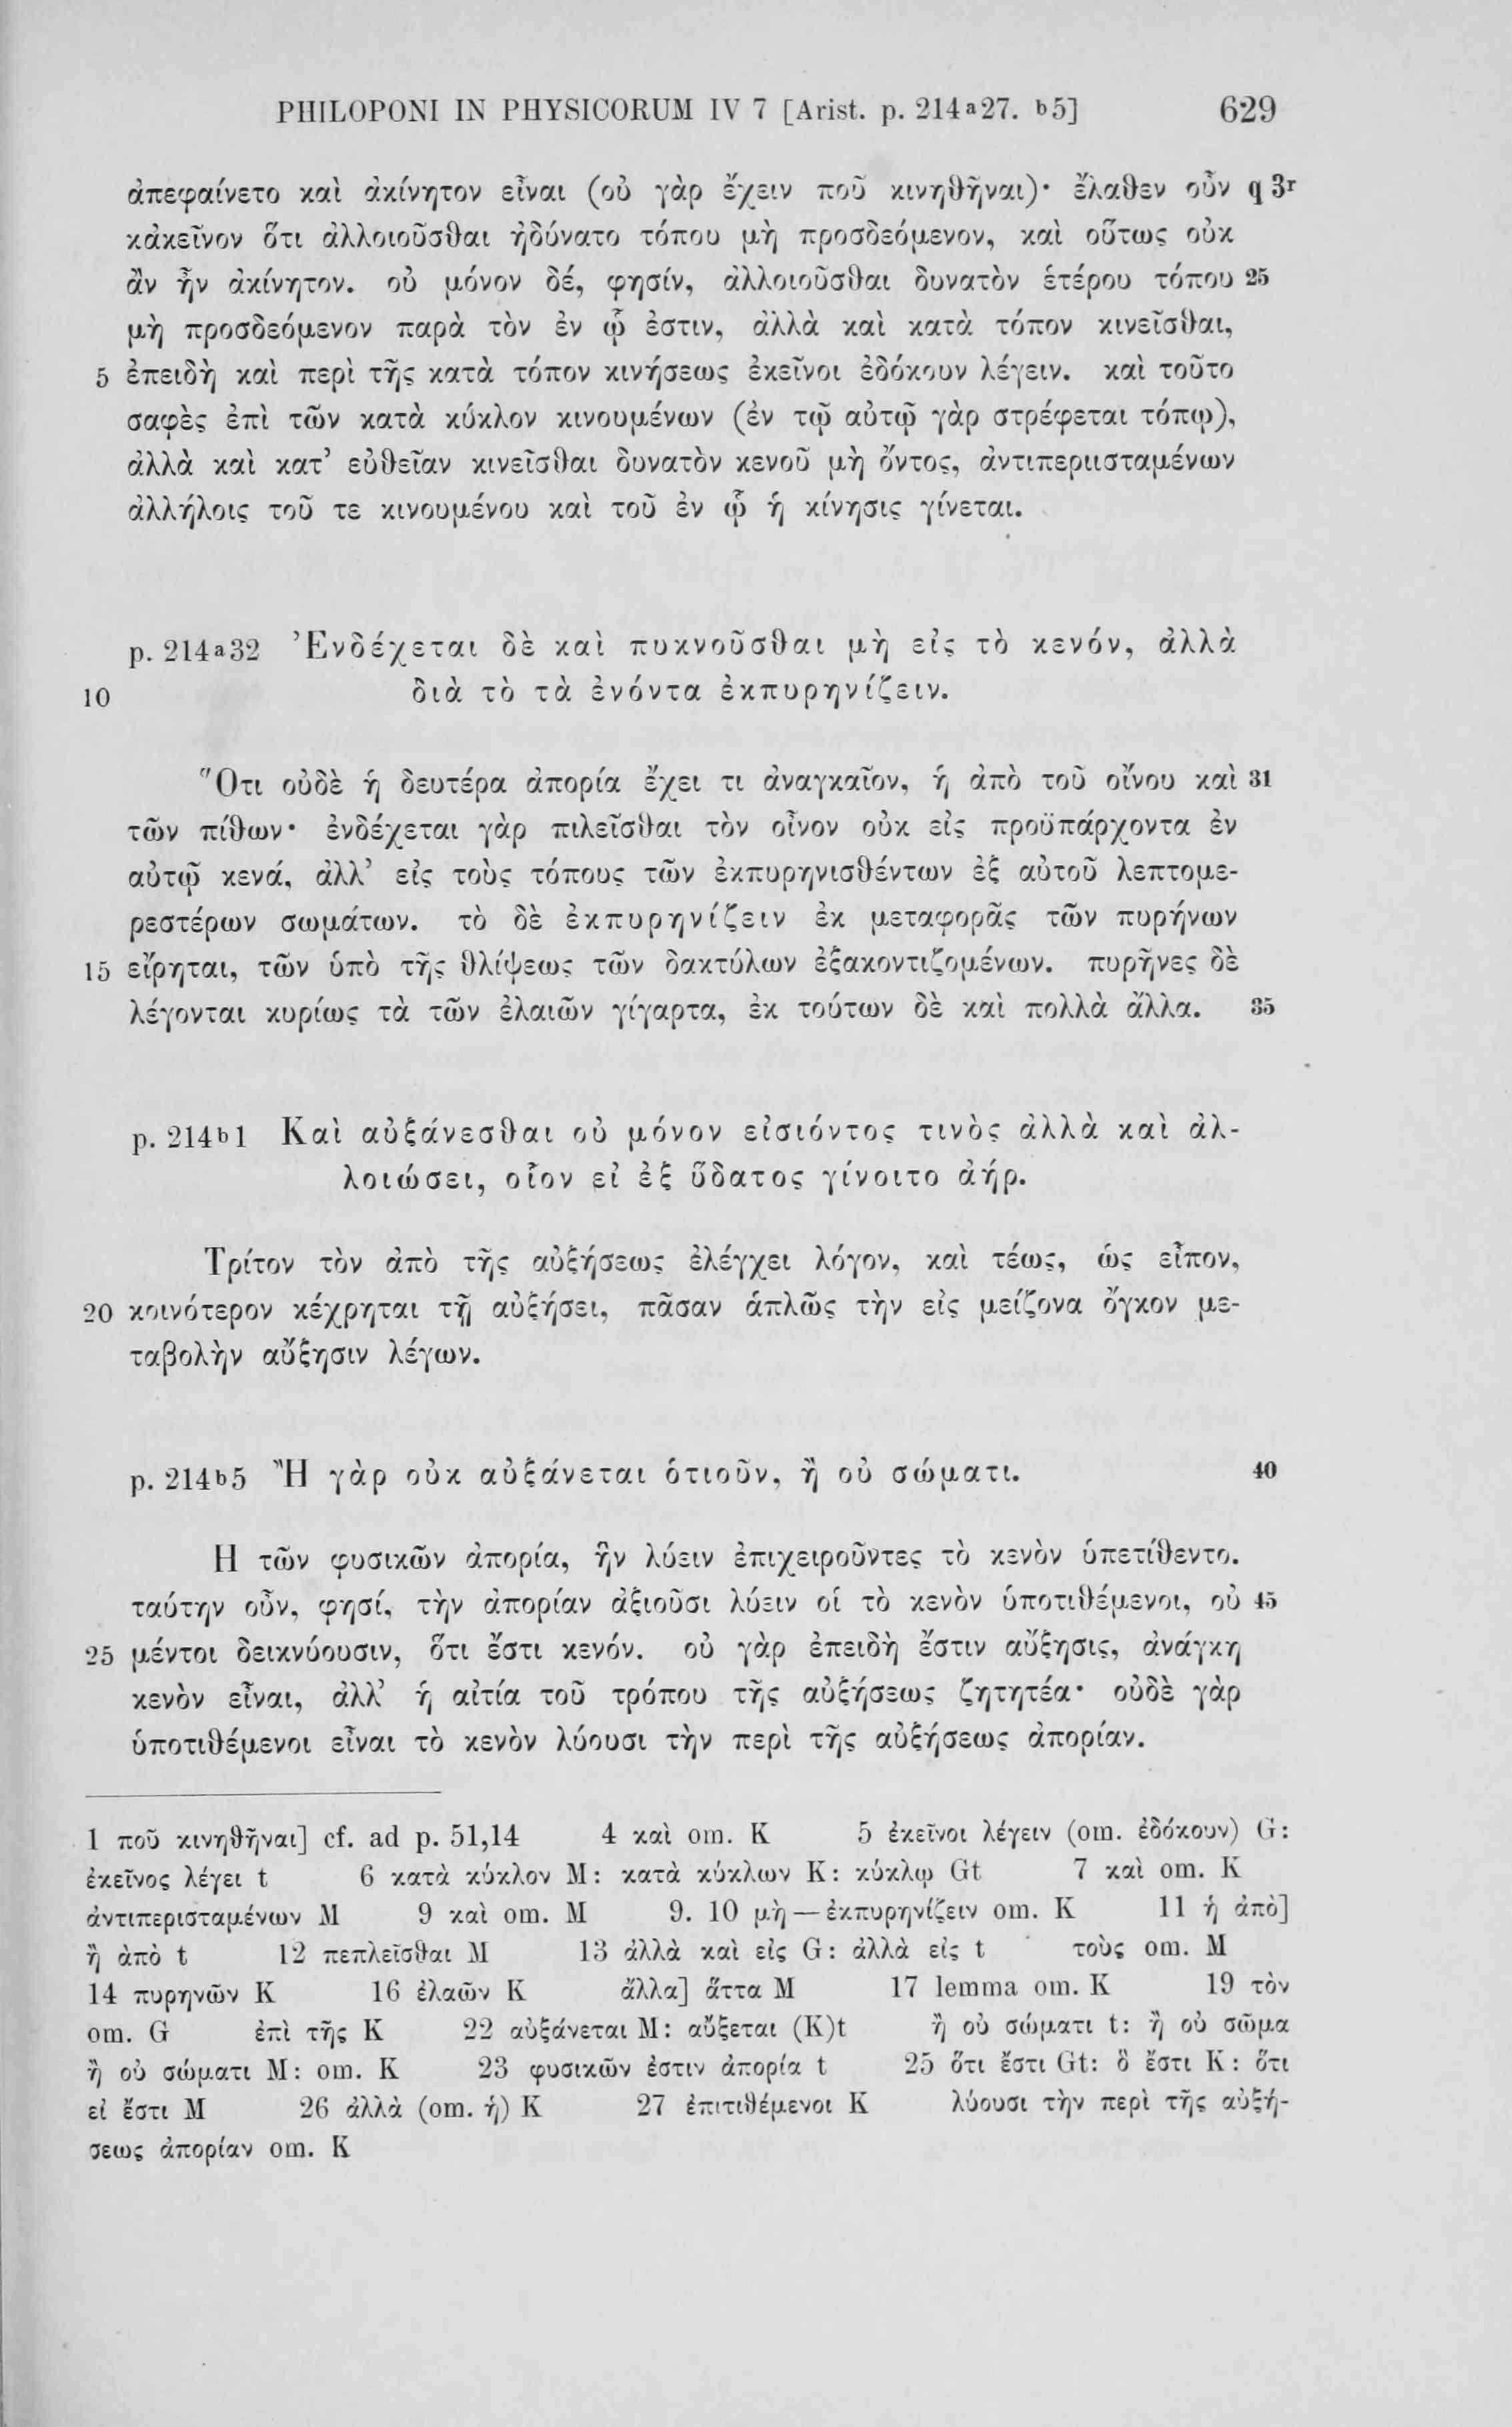 PHILOPONI IN PHYSICORUM IV 7 [Arist. p. 214a27. b5] 629
ἀπεφαίνετο καὶ ἀκίνητον εἶναι (οὐ γὰρ ἔχειν ποῦ κινηθῆναι)· ἔλαθεν οὖν q 3r
κἀκεῖνον ὅτι ἀλλοιοῦσθαι ἠδύνατο τόπου μὴ προσδεόμενον, καὶ οὕτως οὐκ
ἂν ἦν ἀκίνητον. οὐ μόνον δέ, φησίν, ἀλλοιοῦσθαι δυνατὸν ἑτέρου τόπου 25
μὴ προσδεόμενον παρὰ τὸν ἐν ᾧ ἐστιν, ἀλλὰ καὶ κατὰ τόπον κινεῖσθαι,
5 ἐπειδὴ καὶ περὶ τῆς κατὰ τόπον κινήσεως ἐκεῖνοι ἐδόκουν λέγειν. καὶ τοῦτο
σαφὲς ἐπὶ τῶν κατὰ κύκλον κινουμένων (ἐν τῷ αὐτῷ γὰρ στρέφεται τόπῳ),
ἀλλὰ καὶ κατ’ εὐθεῖαν κινεῖσθαι δυνατὸν κενοῦ μὴ ὄντος, ἀντιπεριισταμένων
ἀλλήλοις τοῦ τε κινουμένου καὶ τοῦ ἐν ᾧ ἡ κίνησις γίνεται.
p. 214a32 Ἐνδέχεται δὲ καὶ πυκνοῦσθαι μὴ εἰς τὸ κενόν, ἀλλὰ
10 διὰ τὸ τὰ ἐνόντα ἐκπυρηνίζειν.
Ὅτι οὐδὲ ἡ δευτέρα ἀπορία ἔχει τι ἀναγκαῖον, ἡ ἀπὸ τοῦ οἴνου καὶ 31
τῶν πίθων· ἐνδέχεται γὰρ πιλεῖσθαι τὸν οἶνον οὐκ εἰς προϋπάρχοντα ἐν
αὐτῷ κενά, ἀλλ’ εἰς τοὺς τόπους τῶν ἐκπυρηνισθέντων ἐξ αὐτοῦ λεπτομε-
ρεστέρων σωμάτων. τὸ δὲ ἐκπυρηνίζειν ἐκ μεταφορᾶς τῶν πυρήνων
15 εἴρηται, τῶν ὑπὸ τῆς θλίψεως τῶν δακτύλων ἐξακοντιζομένων. πυρῆνες δὲ
λέγονται κυρίως τὰ τῶν ἐλαιῶν γίγαρτα, ἐκ τούτων δὲ καὶ πολλὰ ἄλλα. 35
p. 214b1 Καὶ αὐξάνεσθαι οὐ μόνον εἰσιόντος τινὸς ἀλλὰ καὶ ἀλ-
λοιώσει, οἷον εἰ ἐξ ὕδατος γίνοιτο ἀήρ.
Τρίτον τὸν ἀπὸ τῆς αὐξήσεως ἐλέγχει λόγον, καὶ τέως, ὡς εἶπον,
20 κοινότερον κέχρηται τῇ αὐξήσει, πᾶσαν ἁπλῶς τὴν εἰς μείζονα ὄγκον με-
ταβολὴν αὔξησιν λέγων.
p. 214b5 Ἢ γὰρ οὐκ αὐξάνεται ὁτιοῦν, ἢ οὐ σώματι. 40
Η τῶν φυσικῶν ἀπορία, ἣν λύειν ἐπιχειροῦντες τὸ κενὸν ὑπετίθεντο.
ταύτην οὖν, φησί, τὴν ἀπορίαν ἀξιοῦσι λύειν οἱ τὸ κενὸν ὑποτιθέμενοι, οὐ 45
25 μέντοι δεικνύουσιν, ὅτι ἔστι κενόν. οὐ γὰρ ἐπειδὴ ἔστιν αὔξησις, ἀνάγκη
κενὸν εἶναι, ἀλλ’ ἡ αἰτία τοῦ τρόπου τῆς αὐξήσεως ζητητέα· οὐδὲ γὰρ
ὑποτιθέμενοι εἶναι τὸ κενὸν λύουσι τὴν περὶ τῆς αὐξήσεως ἀπορίαν.
1 ποῦ κινηθῆναι] cf. ad p. 51,14 4 καὶ om. K 5 ἐκεῖνοι λέγειν (om. ἐδόκουν) G:
ἐκεῖνος λέγει t 6 κατὰ κύκλον M: κατὰ κύκλων K: κύκλῳ Gt 7 καὶ om. K
ἀντιπερισταμένων M 9 καὶ om. M 9. 10 μὴ — ἐκπυρηνίζειν om. K 11 ἡ ἀπὸ]
ἢ ἀπὸ t 12 πεπλεῖσθαι M 13 ἀλλὰ καὶ εἰς G: ἀλλὰ εἰς t τοὺς om. M
14 πυρηνῶν K 16 ἐλαῶν K ἄλλα] ἄττα M 17 lemma om. K 19 τὸν
om. G ἐπὶ τῆς K 22 αὐξάνεται M: αὔξεται (K)t ἢ οὐ σώματι t: ἢ οὐ σῶμα
ἢ οὐ σώματι M: om. K 23 φυσικῶν ἐστιν ἀπορία t 25 ὅτι ἔστι Gt: ὃ ἔστι K: ὅτι
εἰ ἔστι M 26 ἀλλὰ (om. ἡ) K 27 ἐπιτιθέμενοι K λύουσι τὴν περὶ τῆς αὐξή-
σεως ἀπορίαν om. K